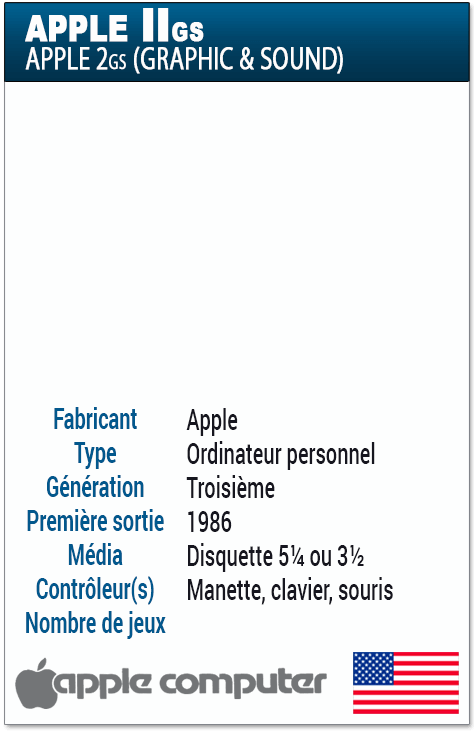 APPLE IIGS
APPLE 2GS (GRAPHIC & SOUND)
Fabricant Apple
Type Ordinateur personnel
Génération Troisième
Première sortie 1986
Média Disquette 5¼ ou 3½
Contrôleur(s) Manette, clavier, souris
Nombre de jeux
apple computer